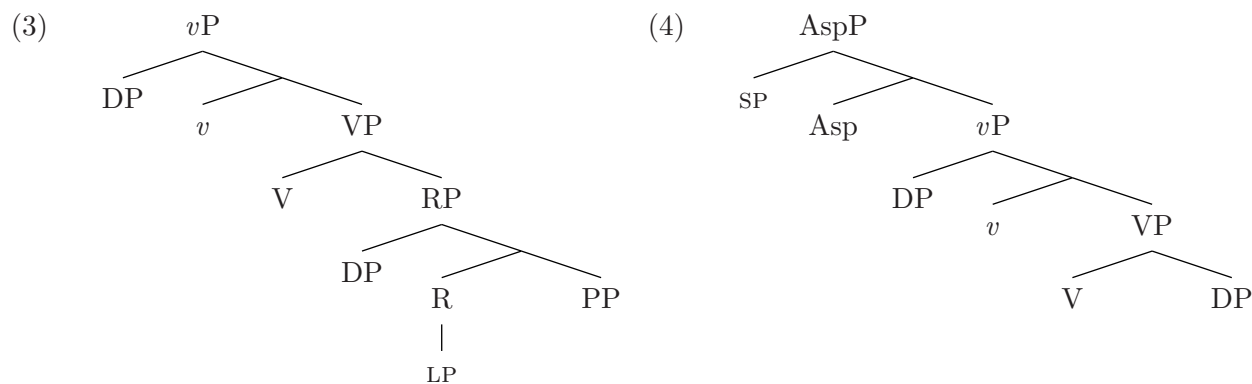 (3) vP (4) AspP
DP SP
v VP Asp vP
V RP DP
v VP
DP
R PP V DP
LP